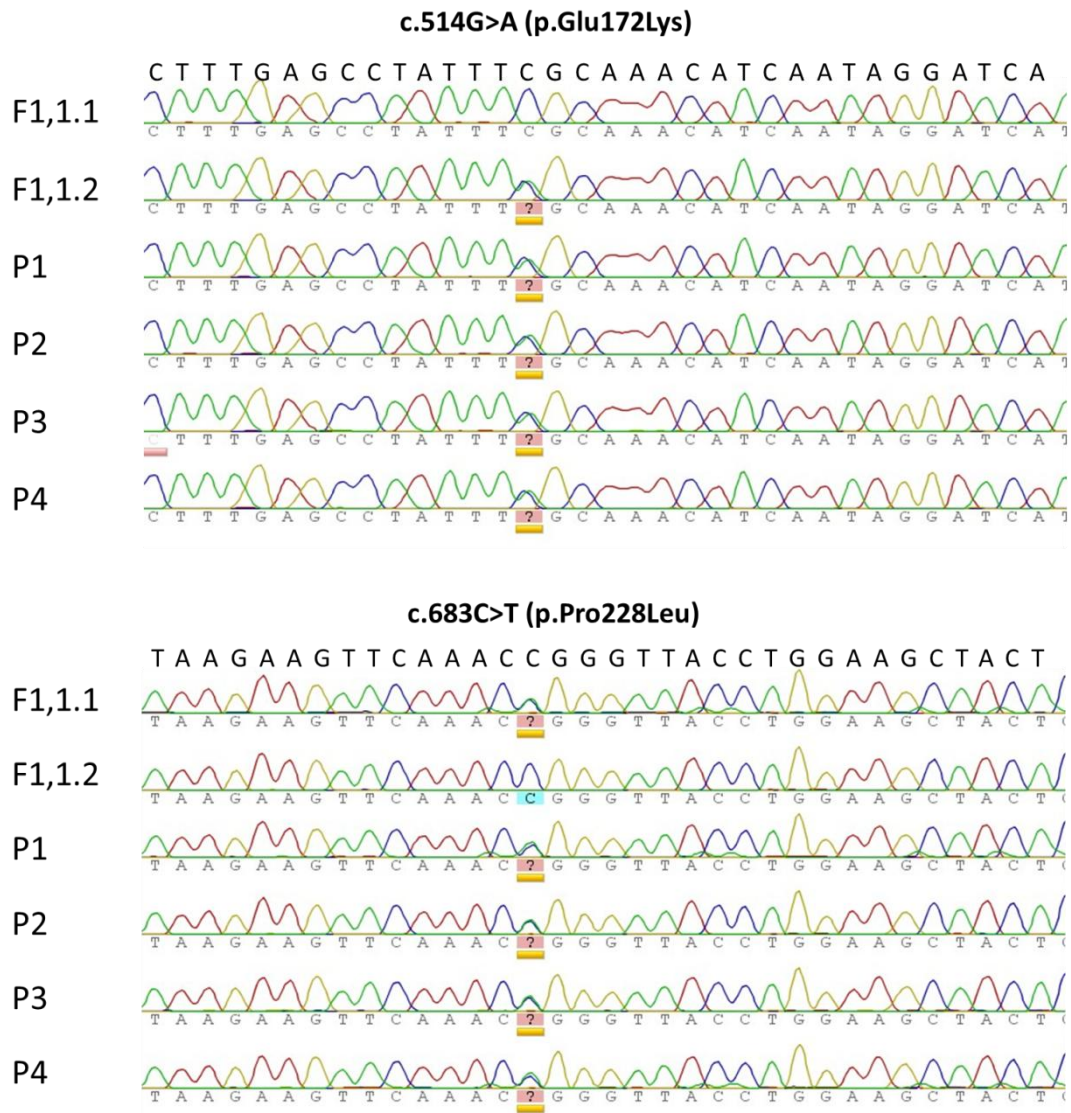 c.514G>A (p.Glu172Lys)
C T T T G A G C C T A T T T C G C A A A C A T C A A T A G G A T C A
F1,1.1
C T T T G A G C C T A T T T C G C A A A C A T C A A T A G G A T C A T
F1,1.2
C T T T G A G C C T A T T T ? G C A A A C A T C A A T A G G A T C A T
P1
C T T T G A G C C T A T T T ? G C A A A C A T C A A T A G G A T C A T
P2
C T T T G A G C C T A T T T ? G C A A A C A T C A A T A G G A T C A T
P3
C T T T G A G C C T A T T T ? G C A A A C A T C A A T A G G A T C A T
P4
C T T T G A G C C T A T T T ? G C A A A C A T C A A T A G G A T C A T
c.683C>T (p.Pro228Leu)
T A A G A A G T T C A A A C C G G G T T A C C T G G A A G C T A C T
F1,1.1
T A A G A A G T T C A A A C ? G G G T T A C C T G G A A G C T A C T
F1,1.2
T A A G A A G T T C A A A C C G G G T T A C C T G G A A G C T A C T
P1
T A A G A A G T T C A A A C ? G G G T T A C C T G G A A G C T A C T
P2
T A A G A A G T T C A A A C ? G G G T T A C C T G G A A G C T A C T
P3
T A A G A A G T T C A A A C ? G G G T T A C C T G G A A G C T A C T
P4
T A A G A A G T T C A A A C ? G G G T T A C C T G G A A G C T A C T